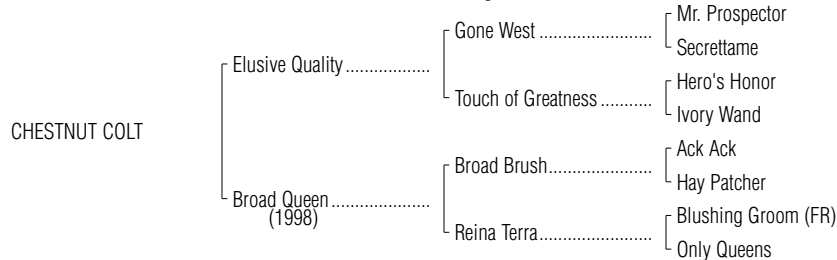 Mr. Prospector
Gone West ........................
Secrettame
Elusive Quality ..................
Hero's Honor
Touch of Greatness ...........
Ivory Wand
CHESTNUT COLT
Ack Ack
Broad Brush......................
Hay Patcher
Broad Queen .....................
(1998)
Blushing Groom (FR)
Reina Terra........................
Only Queens